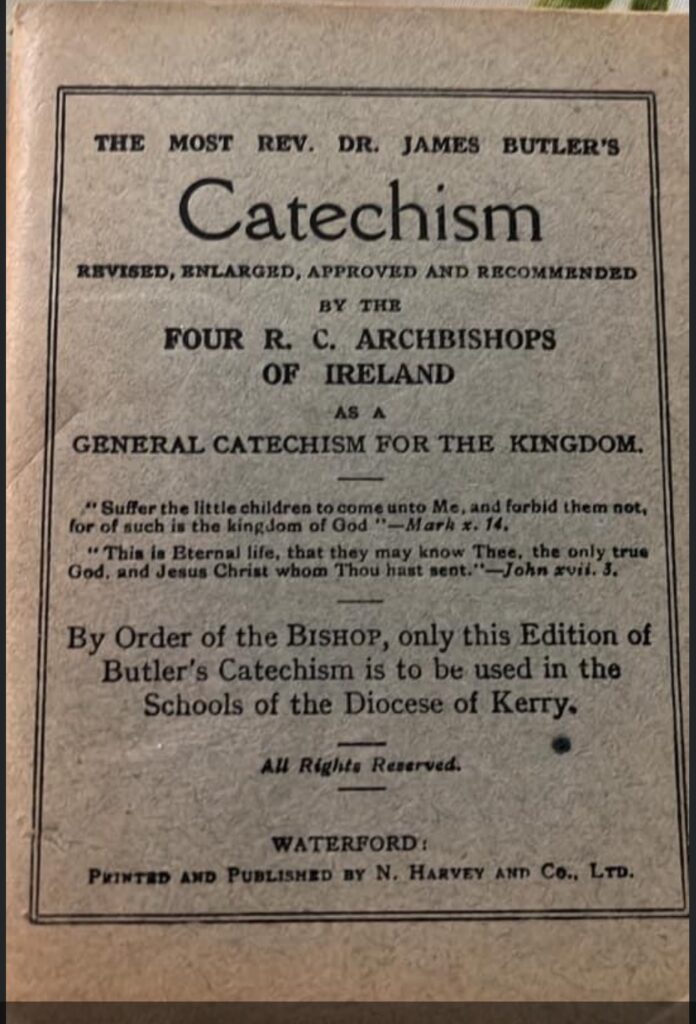 THE MOST REV. DR. JAMES BUTLER'S
Catechism
REVISED, ENLARGED, APPROVED AND RECOMMENDED
BY THE
FOUR R. C. ARCHBISHOPS
OF IRELAND
AS A
GENERAL CATECHISM FOR THE KINGDOM.
"Suffer the little children to come unto Me, and forbid them not,
for of such is the kingdom of God"—Mark x. 14.
"This is Eternal life, that they may know Thee, the only true
God, and Jesus Christ whom Thou hast sent."—John xvii. 3.
By Order of the BISHOP, only this Edition of
Butler's Catechism is to be used in the
Schools of the Diocese of Kerry.
All Rights Reserved.
WATERFORD:
PRINTED AND PUBLISHED BY N. HARVEY AND CO., LTD.